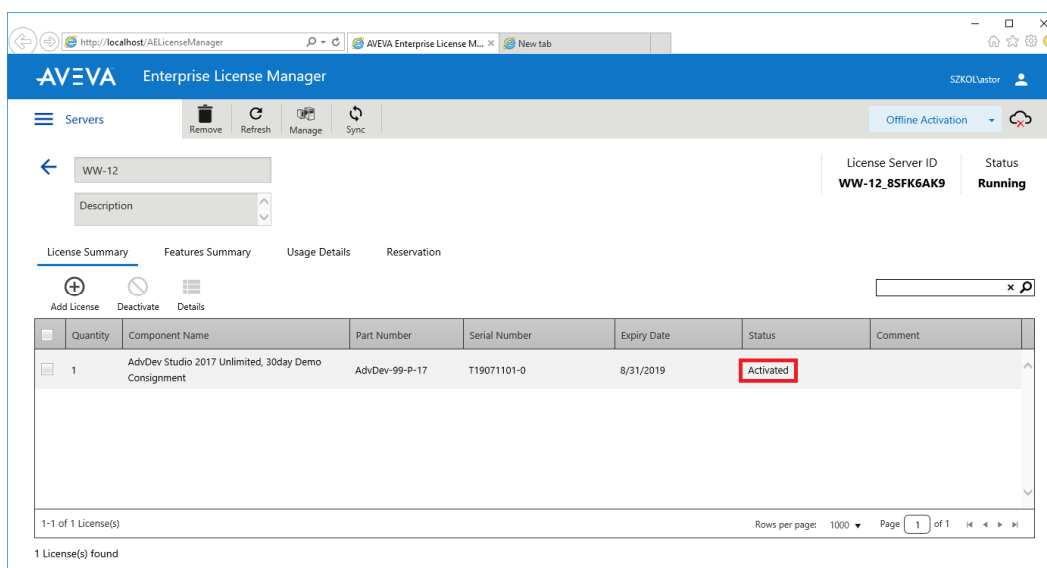 http://localhost/AELicenseManager
AVEVA Enterprise License M...
New tab
AVEVA
Enterprise License Manager
SZKOL\astor
Servers
Remove
Refresh
Manage
Sync
Offline Activation
WW-12
License Server ID
Status
WW-12_8SFK6AK9
Running
Description
License Summary
Features Summary
Usage Details
Reservation
Add License
Deactivate
Details
Quantity
Component Name
Part Number
Serial Number
Expiry Date
Status
Comment
1
AdvDev Studio 2017 Unlimited, 30day Demo
Consignment
AdvDev-99-P-17
T19071101-0
8/31/2019
Activated
1-1 of 1 License(s)
Rows per page:
1000
Page
1
of 1
1 License(s) found